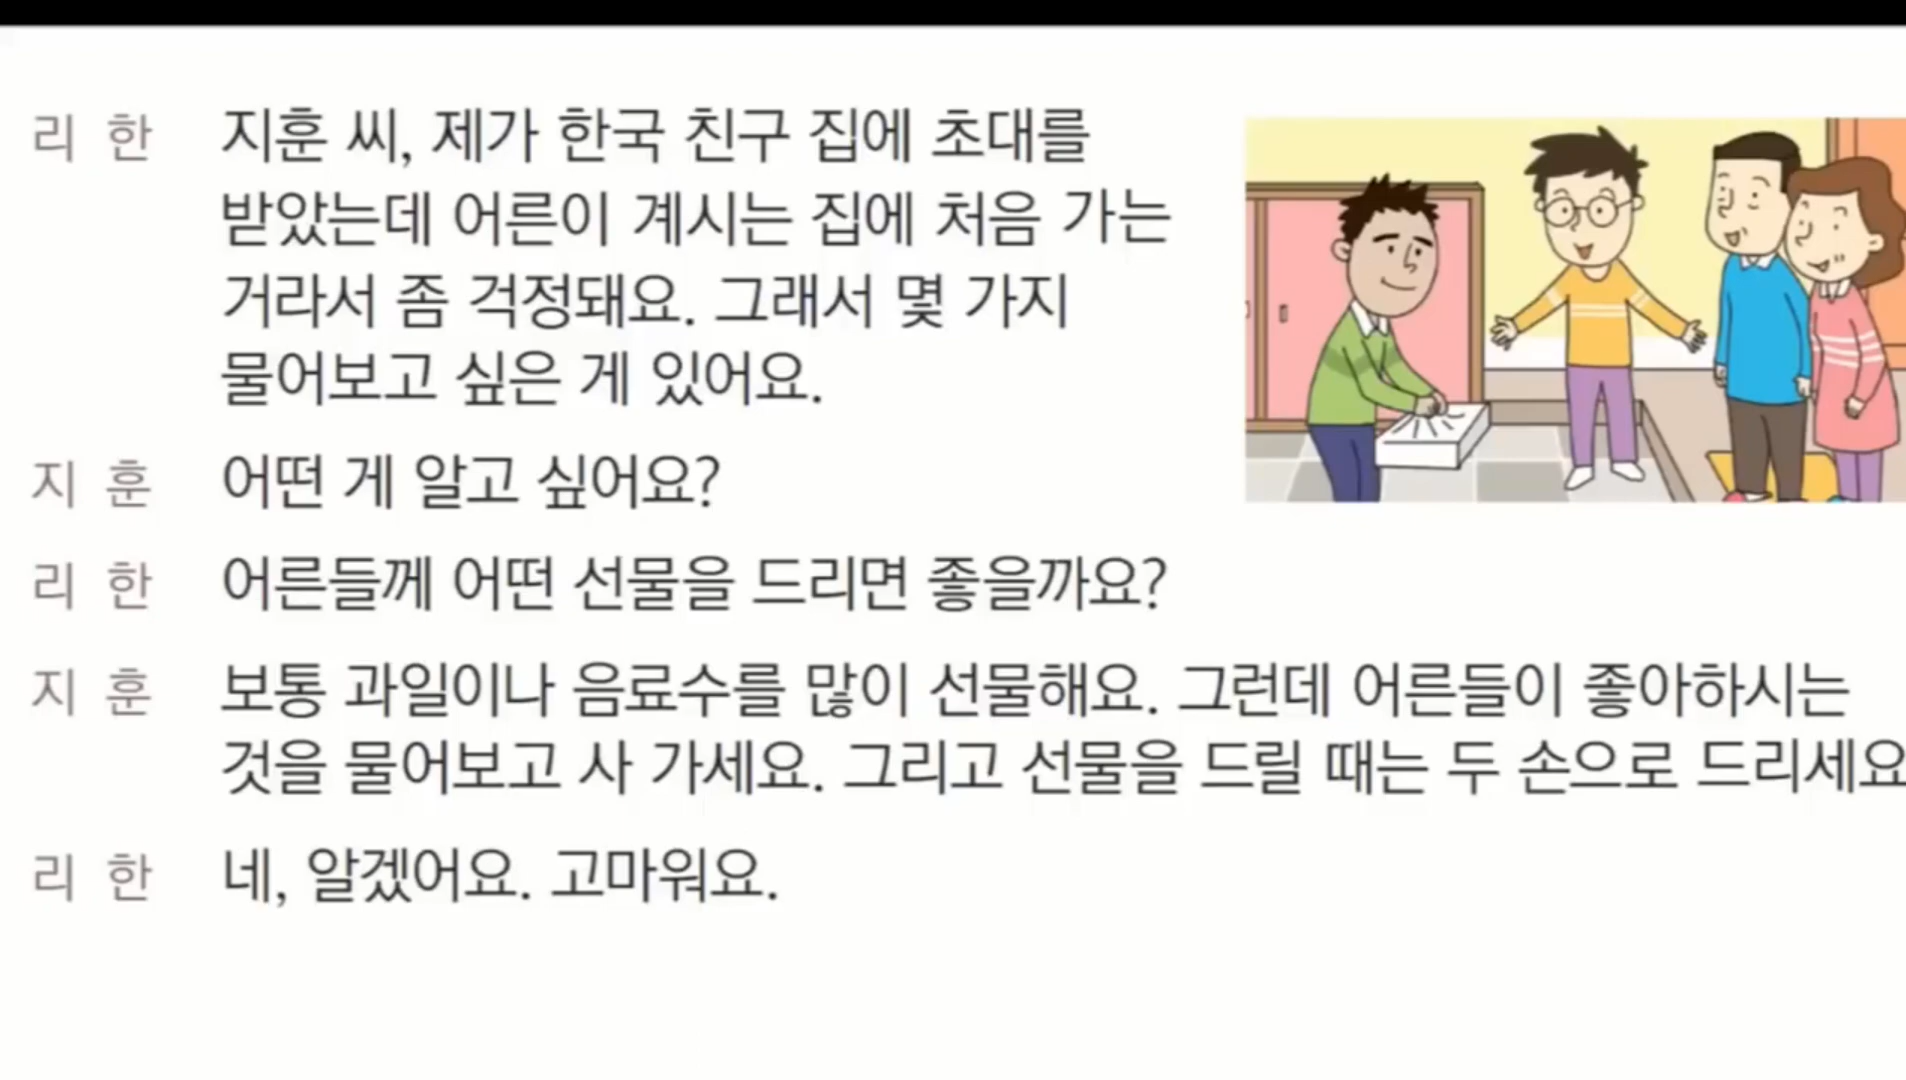 리 한 지훈 씨, 제가 한국 친구 집에 초대를
받았는데 어른이 계시는 집에 처음 가는
거라서 좀 걱정돼요. 그래서 몇 가지
물어보고 싶은 게 있어요.
지 훈 어떤 게 알고 싶어요?
리 한 어른들께 어떤 선물을 드리면 좋을까요?
지 훈 보통 과일이나 음료수를 많이 선물해요. 그런데 어른들이 좋아하시는
것을 물어보고 사 가세요. 그리고 선물을 드릴 때는 두 손으로 드리세요
리 한 네, 알겠어요. 고마워요.